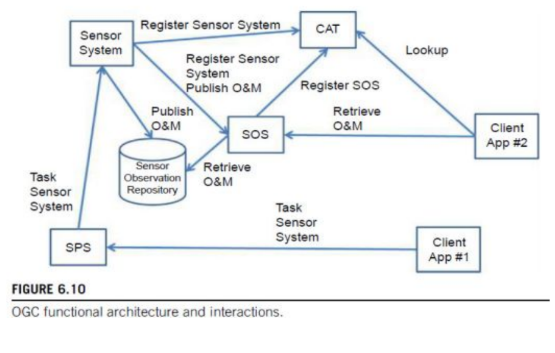 Register Sensor System
CAT
Sensor
System
Lookup
Register Sensor
System
Publish O&M
Register SOS
Publish
O&M
Retrieve
O&M
SOS
Client
App #2
Sensor
Observation
Repository
Retrieve
O&M
Task
Sensor
System
Task
Sensor
System
SPS
Client
App #1
FIGURE 6.10
OGC functional architecture and interactions.